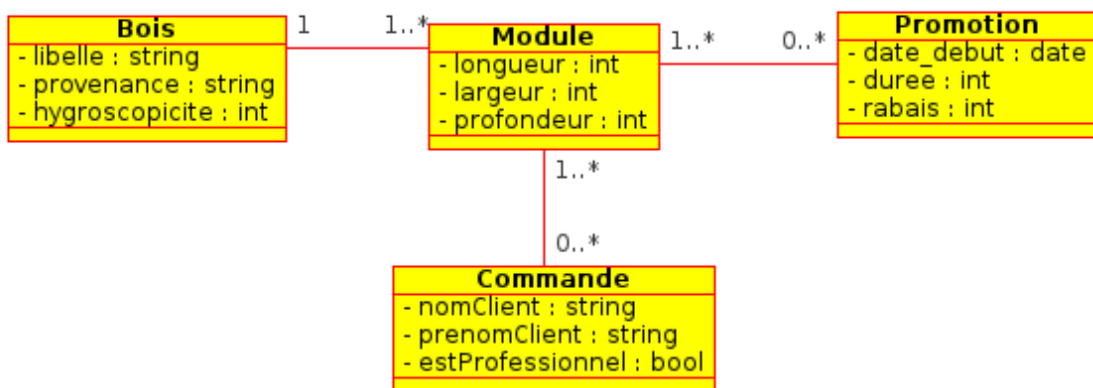 Bois
- libelle : string
- provenance : string
- hygroscopicite : int
1
1..*
Module
- longueur : int
- largeur : int
- profondeur : int
1..*
0..*
Promotion
- date_debut : date
- duree : int
- rabais : int
1..*
0..*
Commande
- nomClient : string
- prenomClient : string
- estProfessionnel : bool